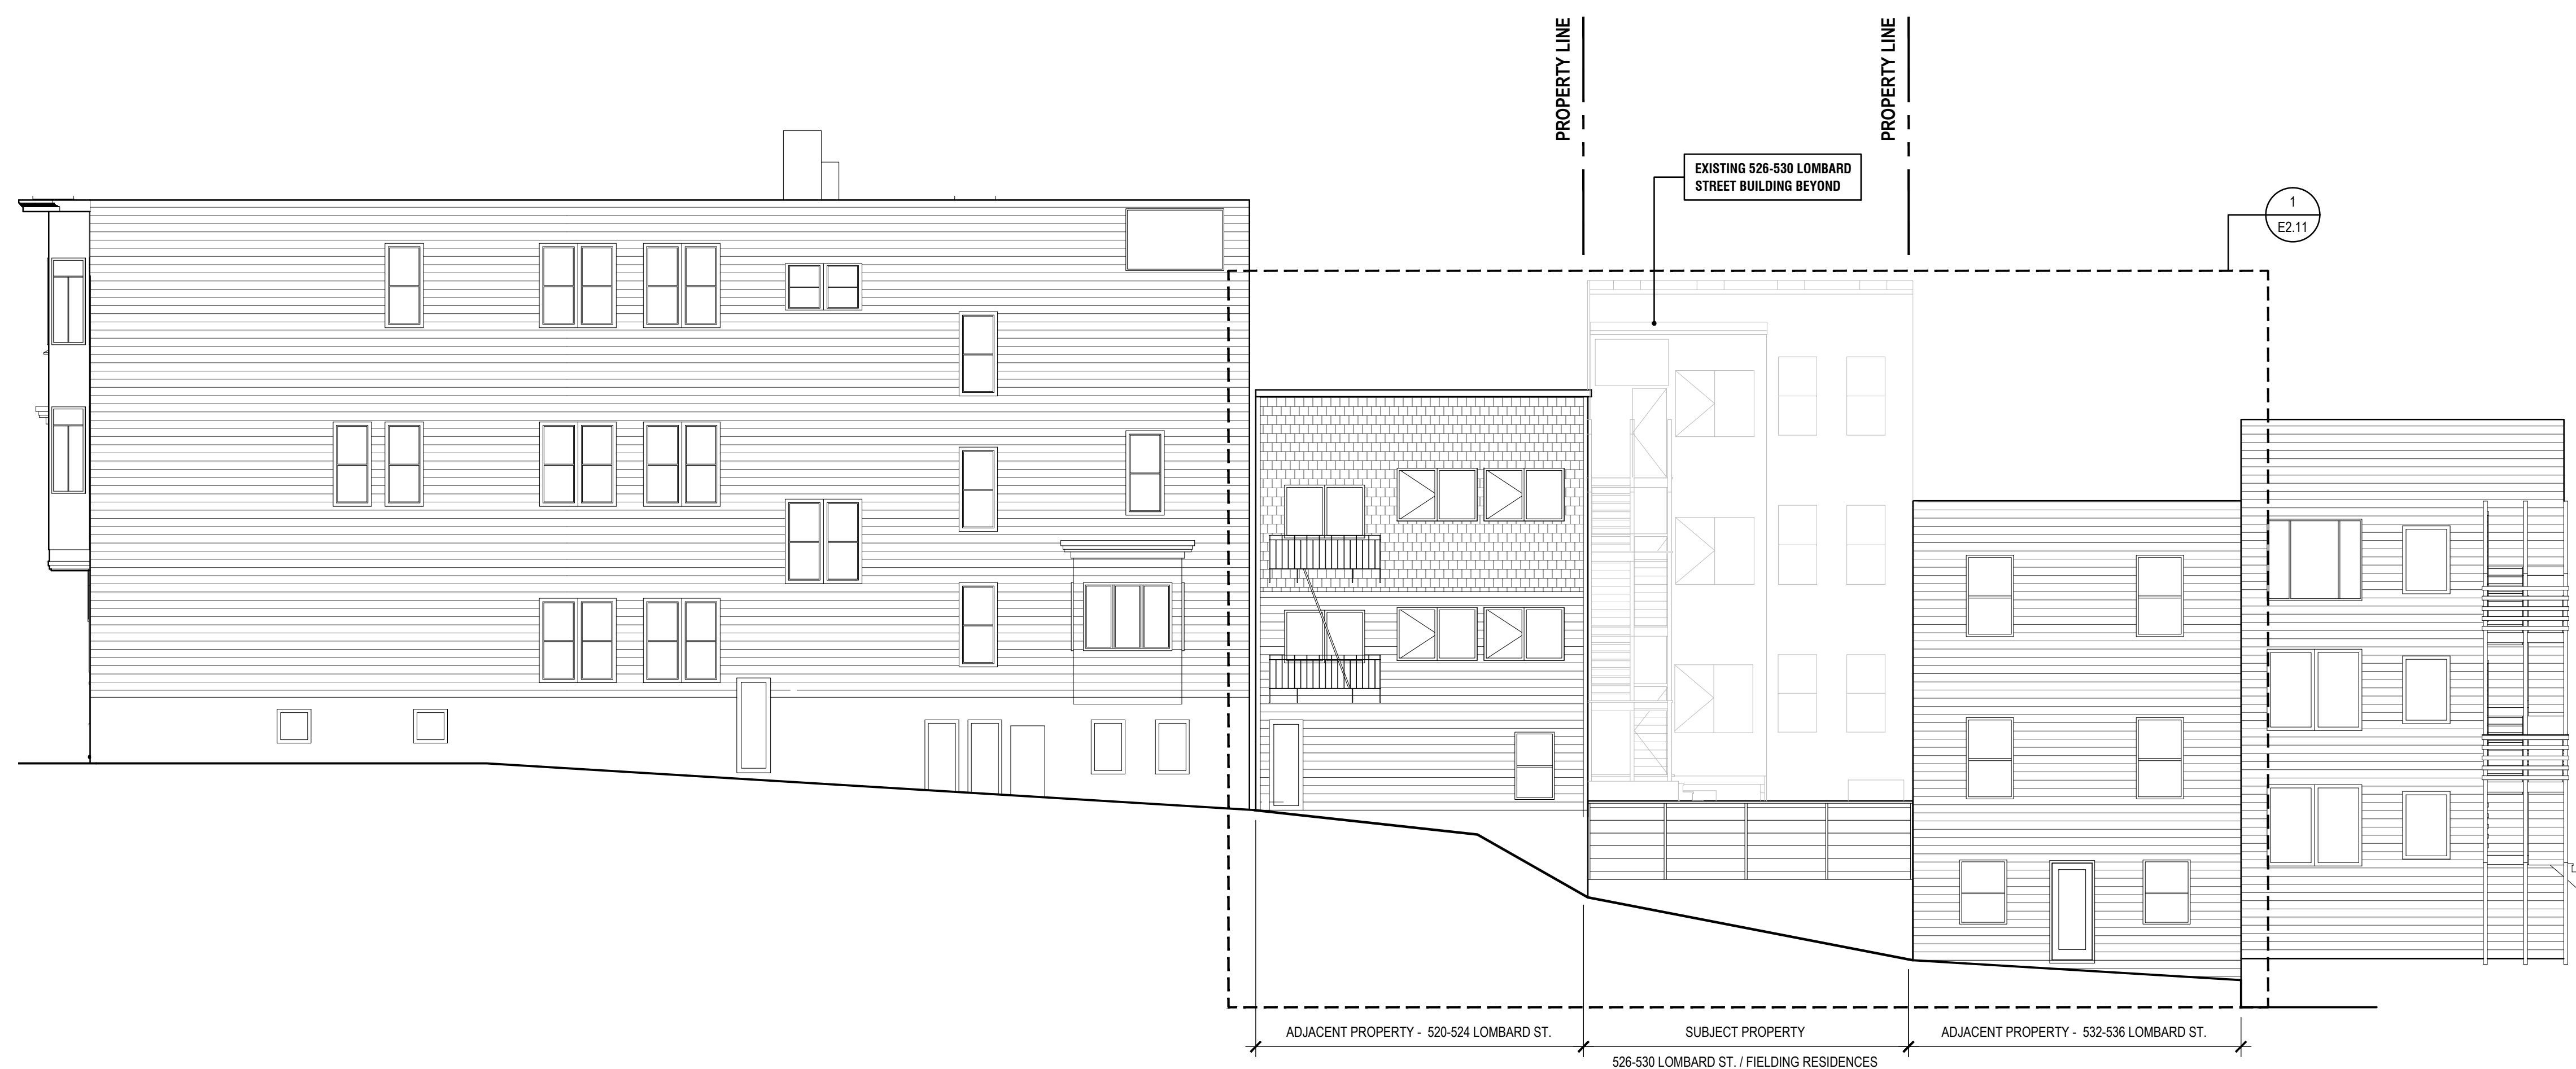 PROPERTY LINE
PROPERTY LINE
EXISTING 526-530 LOMBARD
STREET BUILDING BEYOND
1
E2.11
ADJACENT PROPERTY - 520-524 LOMBARD ST.
SUBJECT PROPERTY
ADJACENT PROPERTY - 532-536 LOMBARD ST.
526-530 LOMBARD ST. / FIELDING RESIDENCES